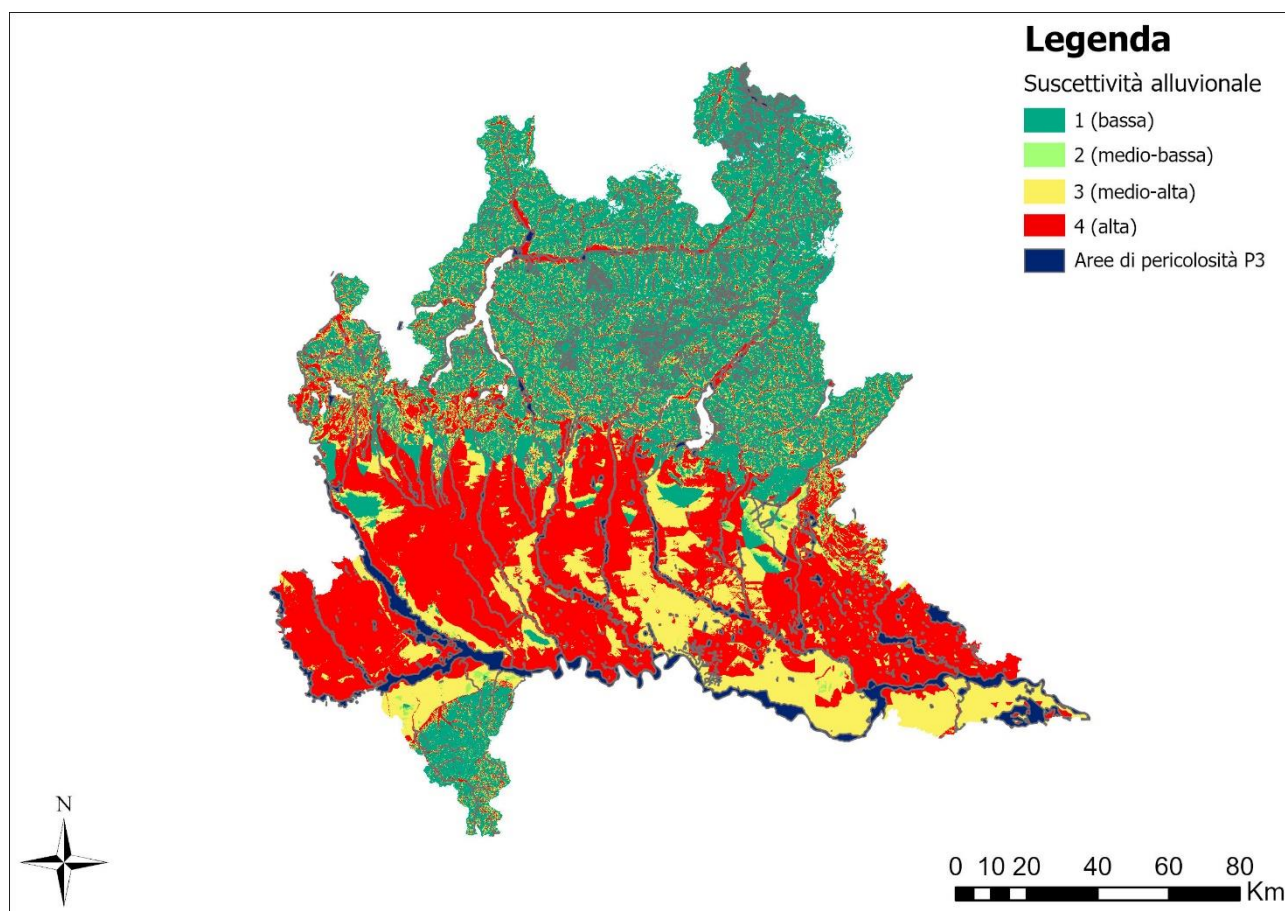 Legenda
Suscettività alluvionale
1 (bassa)
2 (medio-bassa)
3 (medio-alta)
4 (alta)
Aree di pericolosità P3
N
0 10 20 40 60 80
Km